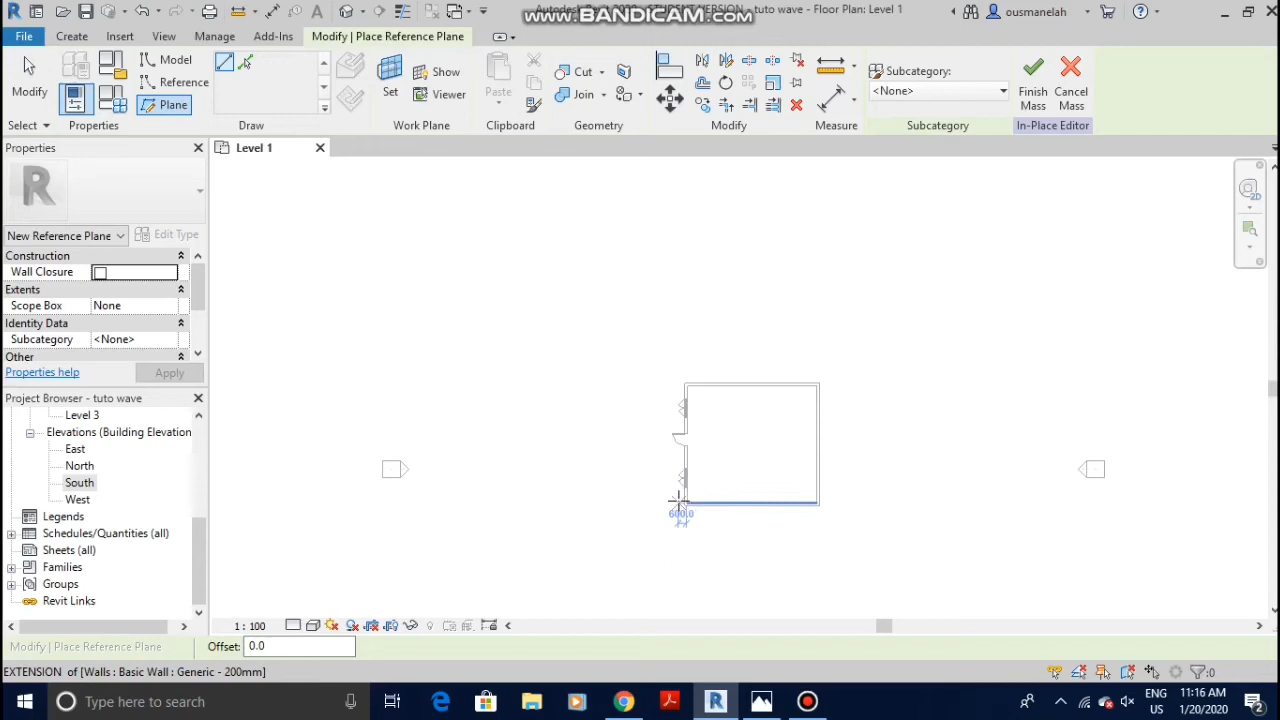 www.BANDICAM.com
VERSION - tuto wave - Floor Plan: Level 1
ousmanelah
File
Create
Insert
View
Manage
Add-Ins
Modify | Place Reference Plane
Modify
Model
Reference
Plane
Set
Show
Viewer
Paste
Cut
Join
Subcategory:
<None>
Finish Mass
Cancel Mass
Select
Properties
Draw
Work Plane
Clipboard
Geometry
Modify
Measure
Subcategory
In-Place Editor
Properties
Level 1
2D
New Reference Plane
Edit Type
Construction
Wall Closure
Extents
Scope Box None
Identity Data
Subcategory <None>
Other
Properties help
Apply
Project Browser - tuto wave
Level 3
Elevations (Building Elevation
East
North
South
West
Legends
Schedules/Quantities (all)
Sheets (all)
Families
Groups
Revit Links
600.0
1 : 100
Modify | Place Reference Plane
Offset: 0.0
EXTENSION of [Walls : Basic Wall : Generic - 200mm]
:0
Type here to search
ENG
US
11:16 AM
1/20/2020
2